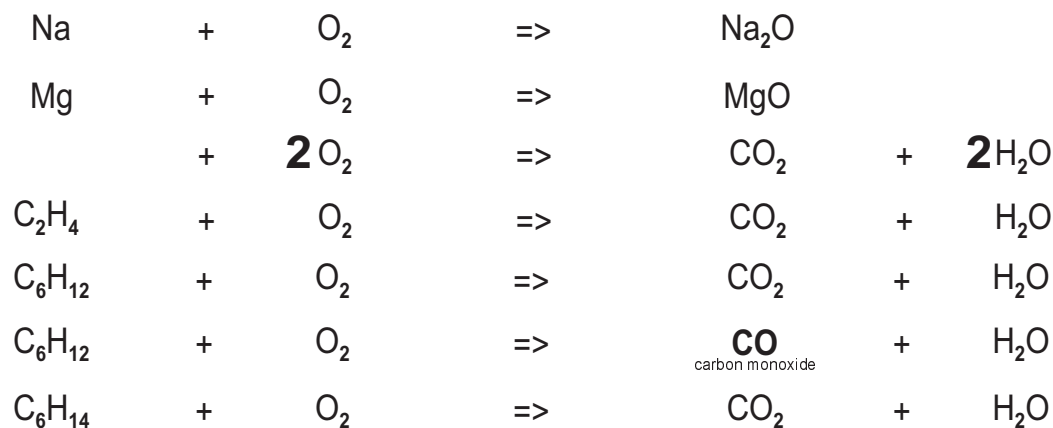 Na + O₂ => Na₂O
Mg + O₂ => MgO
+ 2 O₂ => CO₂ + 2 H₂O
C₂H₄ + O₂ => CO₂ + H₂O
C₆H₁₂ + O₂ => CO₂ + H₂O
C₆H₁₂ + O₂ => CO + H₂O
carbon monoxide
C₆H₁₄ + O₂ => CO₂ + H₂O